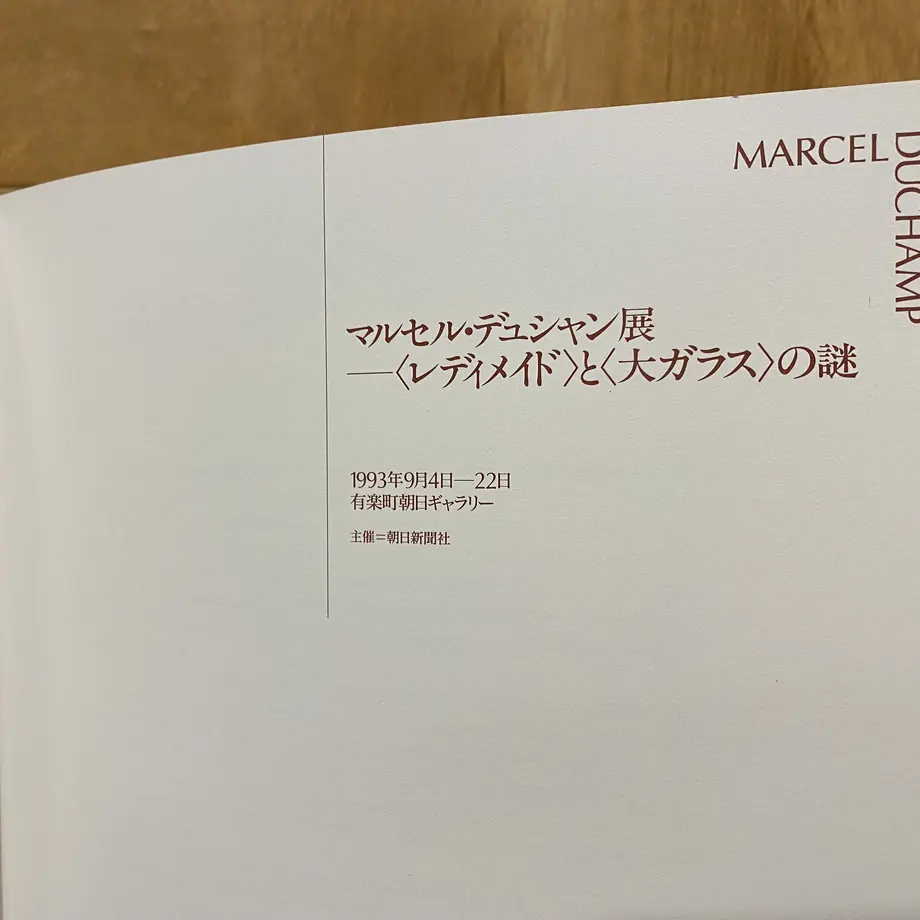 MARCEL
DUCHAMP
マルセル・デュシャン展
—〈レディメイド〉と〈大ガラス〉の謎
1993年9月4日—22日
有楽町朝日ギャラリー
主催=朝日新聞社